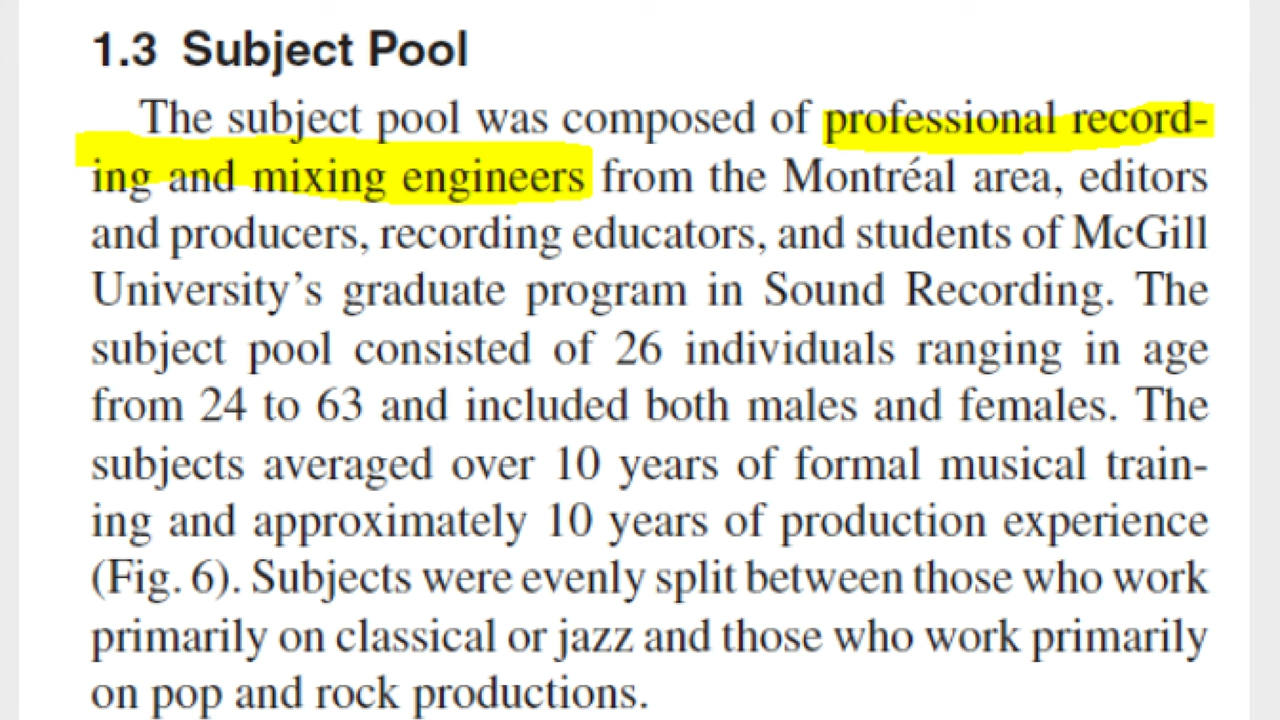 1.3 Subject Pool
The subject pool was composed of professional record-
ing and mixing engineers from the Montréal area, editors
and producers, recording educators, and students of McGill
University’s graduate program in Sound Recording. The
subject pool consisted of 26 individuals ranging in age
from 24 to 63 and included both males and females. The
subjects averaged over 10 years of formal musical train-
ing and approximately 10 years of production experience
(Fig. 6). Subjects were evenly split between those who work
primarily on classical or jazz and those who work primarily
on pop and rock productions.